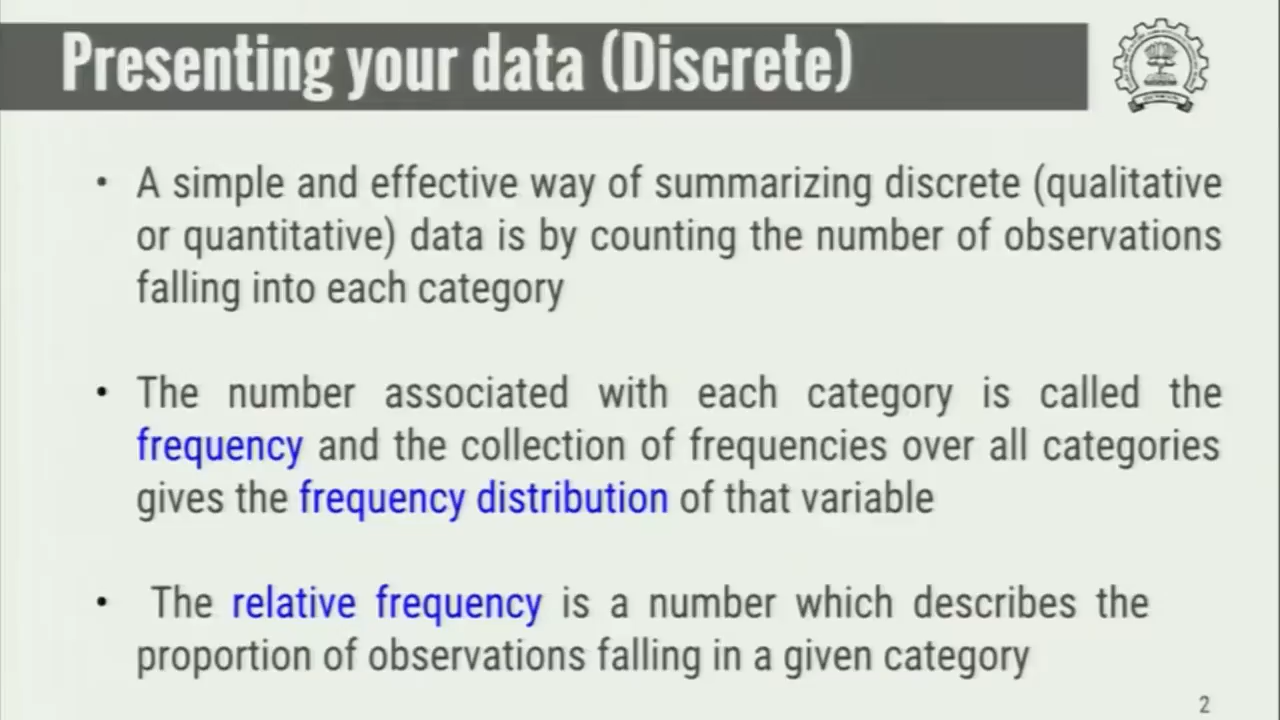 Presenting your data (Discrete)
• A simple and effective way of summarizing discrete (qualitative
or quantitative) data is by counting the number of observations
falling into each category
• The number associated with each category is called the
frequency and the collection of frequencies over all categories
gives the frequency distribution of that variable
• The relative frequency is a number which describes the
proportion of observations falling in a given category
2